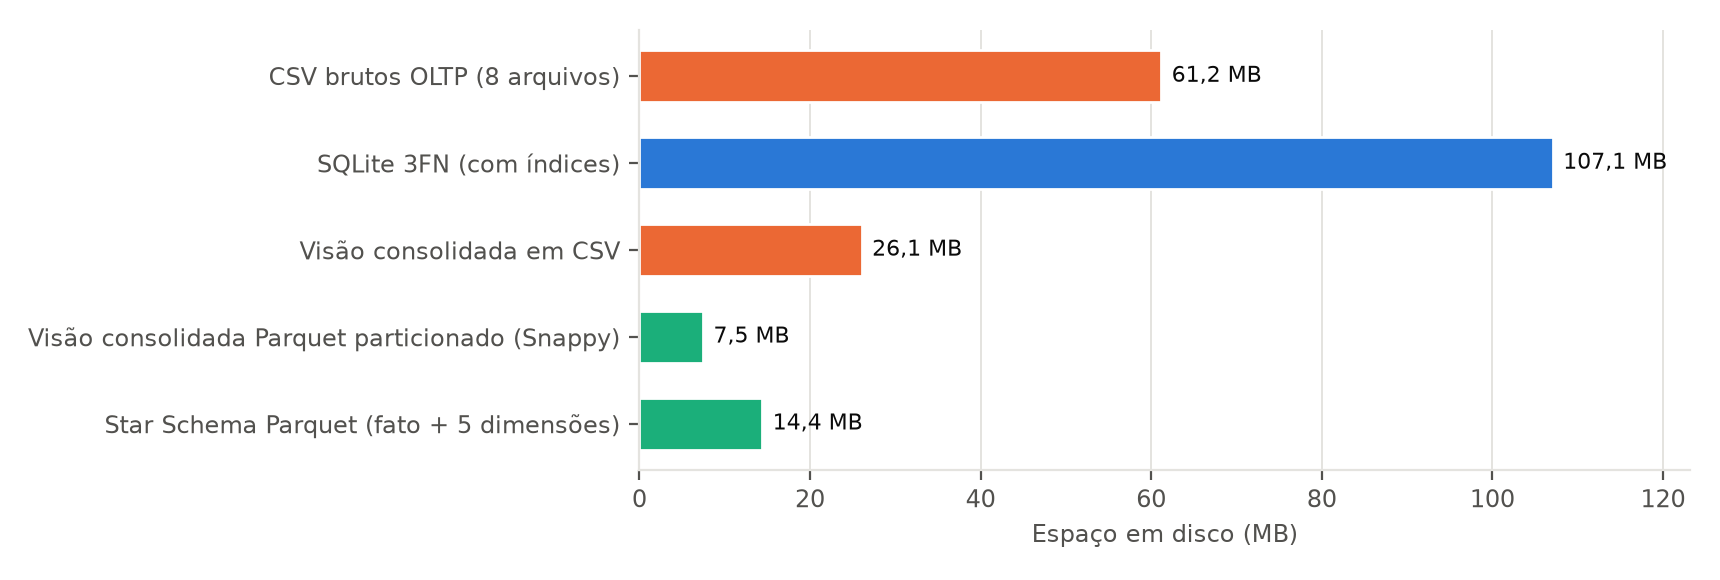 CSV brutos OLTP (8 arquivos)
61,2 MB
SQLite 3FN (com índices)
107,1 MB
Visão consolidada em CSV
26,1 MB
Visão consolidada Parquet particionado (Snappy)
7,5 MB
Star Schema Parquet (fato + 5 dimensões)
14,4 MB
0 20 40 60 80 100 120
Espaço em disco (MB)